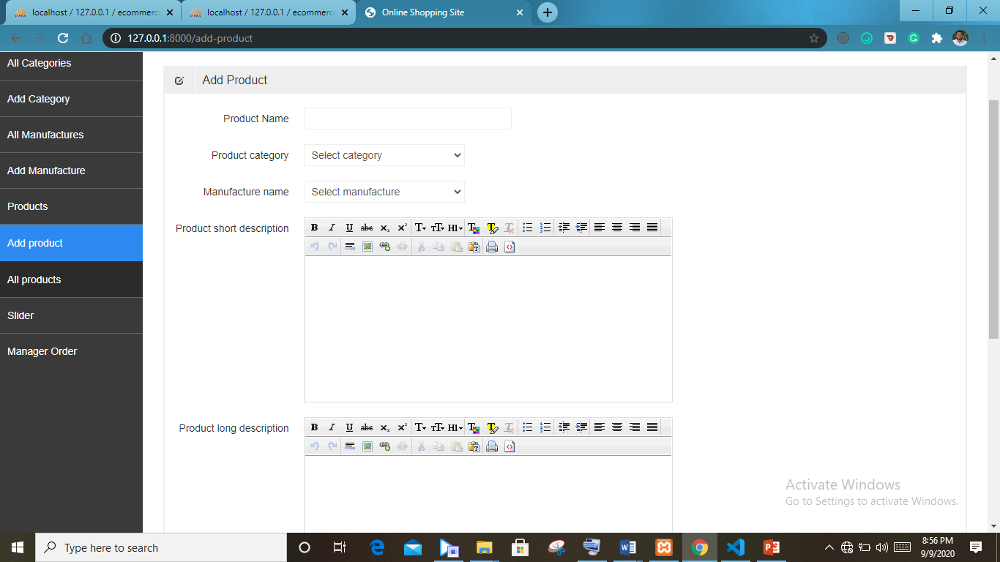 localhost / 127.0.0.1 / ecommerc
localhost / 127.0.0.1 / ecommerc
Online Shopping Site
127.0.0.1:8000/add-product
All Categories
Add Category
All Manufactures
Add Manufacture
Products
Add product
All products
Slider
Manager Order
Add Product
Product Name
Product category
Select category
Manufacture name
Select manufacture
Product short description
B I U abc X₂ X² T TT H1 T T T
Product long description
B I U abc X₂ X² T TT H1 T T T
Activate Windows
Go to Settings to activate Windows.
Type here to search
8:56 PM
9/9/2020